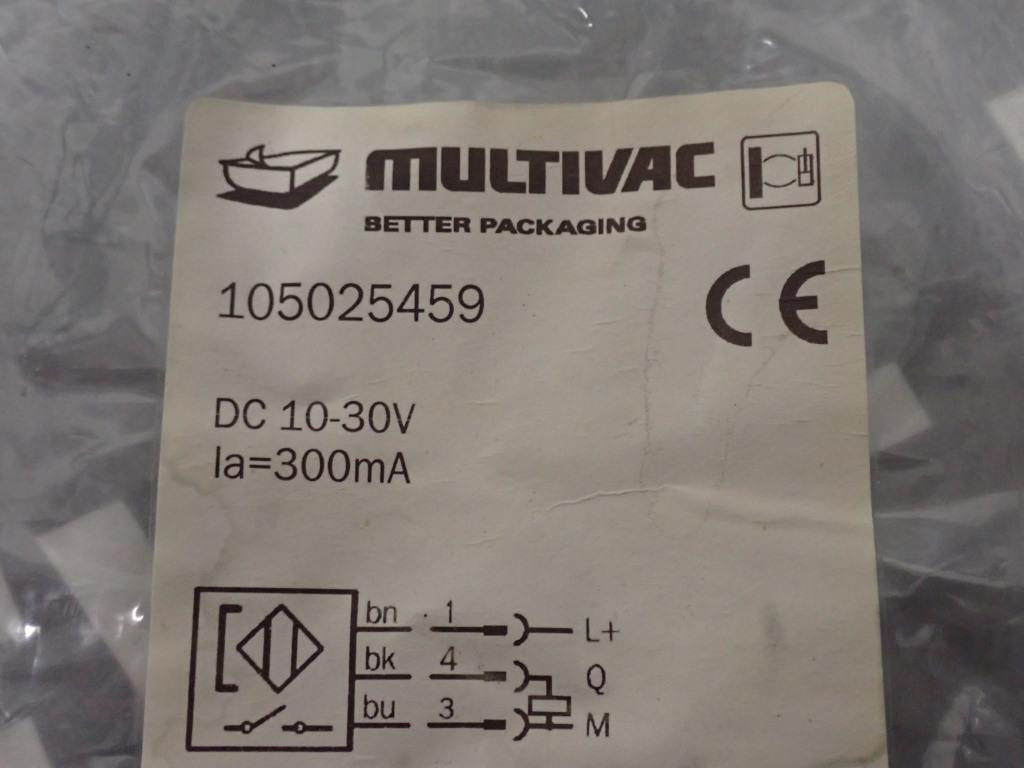 MULTIVAC
BETTER PACKAGING
105025459
CE
DC 10-30V
Ia=300mA
bn 1 L+
bk 4 Q
bu 3 M